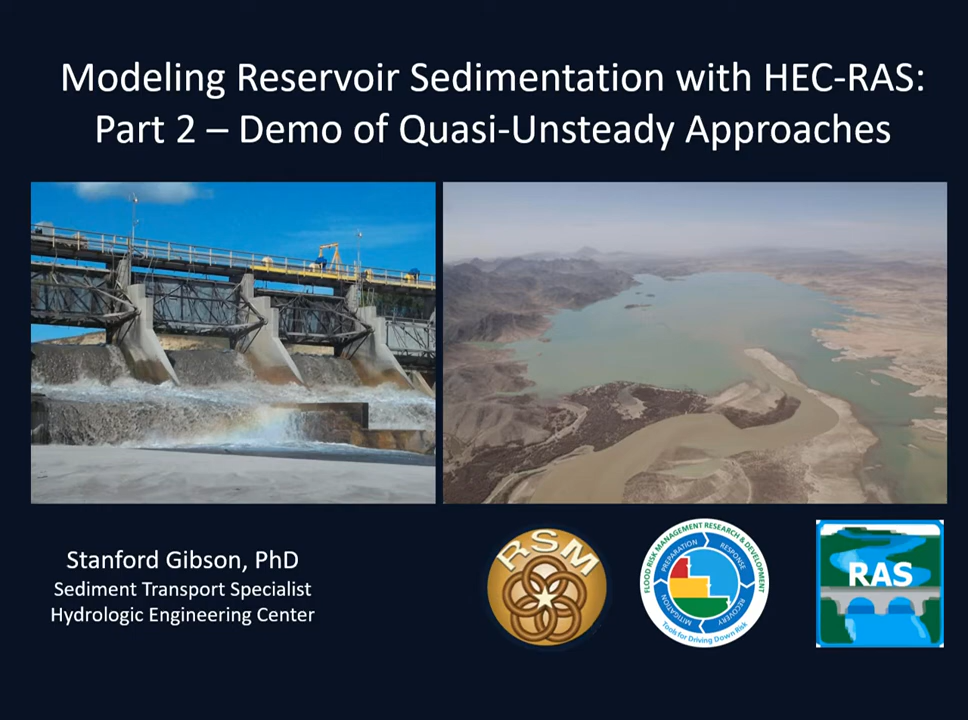 Modeling Reservoir Sedimentation with HEC-RAS:
Part 2 – Demo of Quasi-Unsteady Approaches
Stanford Gibson, PhD
Sediment Transport Specialist
Hydrologic Engineering Center
RSM
FLOOD RISK MANAGEMENT RESEARCH & DEVELOPMENT
PREPARATION
RESPONSE
RECOVERY
MITIGATION
Tools for Driving Down Risk
RAS